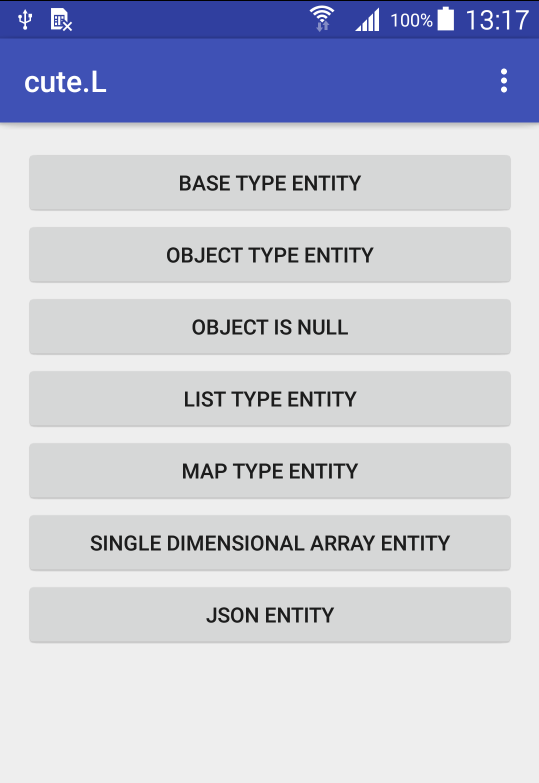 100% 13:17
cute.L
BASE TYPE ENTITY
OBJECT TYPE ENTITY
OBJECT IS NULL
LIST TYPE ENTITY
MAP TYPE ENTITY
SINGLE DIMENSIONAL ARRAY ENTITY
JSON ENTITY